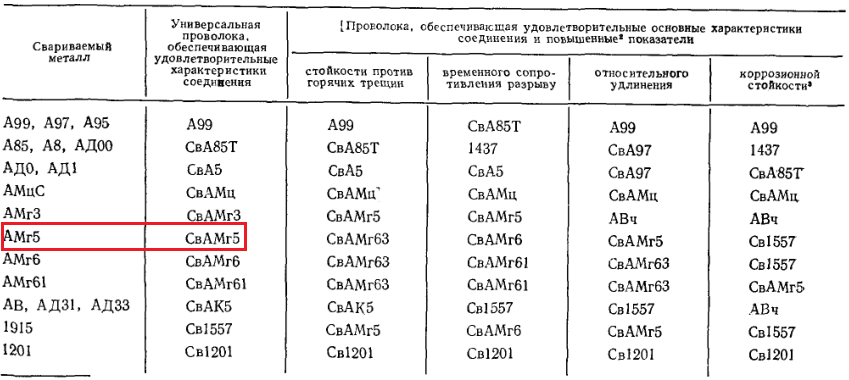 Свариваемый металл
Универсальная проволока, обеспечивающая удовлетворительные характеристики соединения
Проволока, обеспечивающая удовлетворительные основные характеристики соединения и повышенные² показатели
стойкости против горячих трещин
временного сопротивления разрыву
относительного удлинения
коррозионной стойкости³
А99, А97, А95 А99 А99 СвА85Т А99 А99
А85, А8, АД00 СвА85Т СвА85Т 1437 СвА97 1437
АД0, АД1 СвА5 СвА5 СвА5 СвА97 СвА85Т
АМцС СвАМц СвАМц СвАМц СвАМц СвАМц
АМг3 СвАМг3 СвАМг5 СвАМг5 АВч АВч
АМг5 СвАМг5 СвАМг63 СвАМг6 СвАМг5 Св1557
АМг6 СвАМг6 СвАМг63 СвАМг61 СвАМг63 Св1557
АМг61 СвАМг61 СвАМг63 СвАМг61 СвАМг63 СвАМг5
АВ, АД31, АД33 СвАК5 СвАК5 Св1557 Св1557 АВч
1915 Св1557 СвАМг5 СвАМг6 СвАМг5 Св1557
1201 Св1201 Св1201 Св1201 Св1201 Св1201